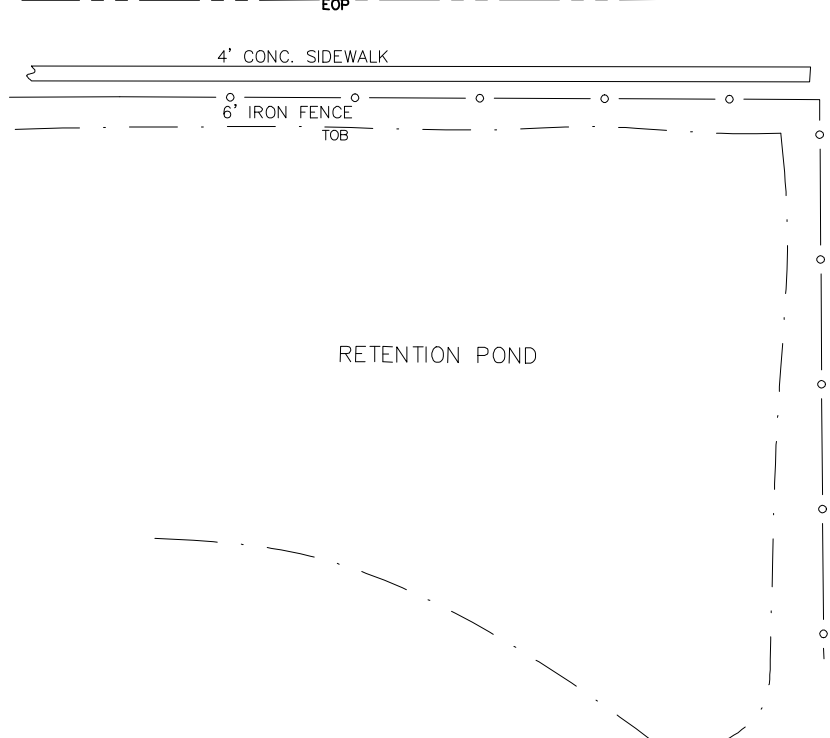 EOP
4' CONC. SIDEWALK
6' IRON FENCE
TOB
RETENTION POND